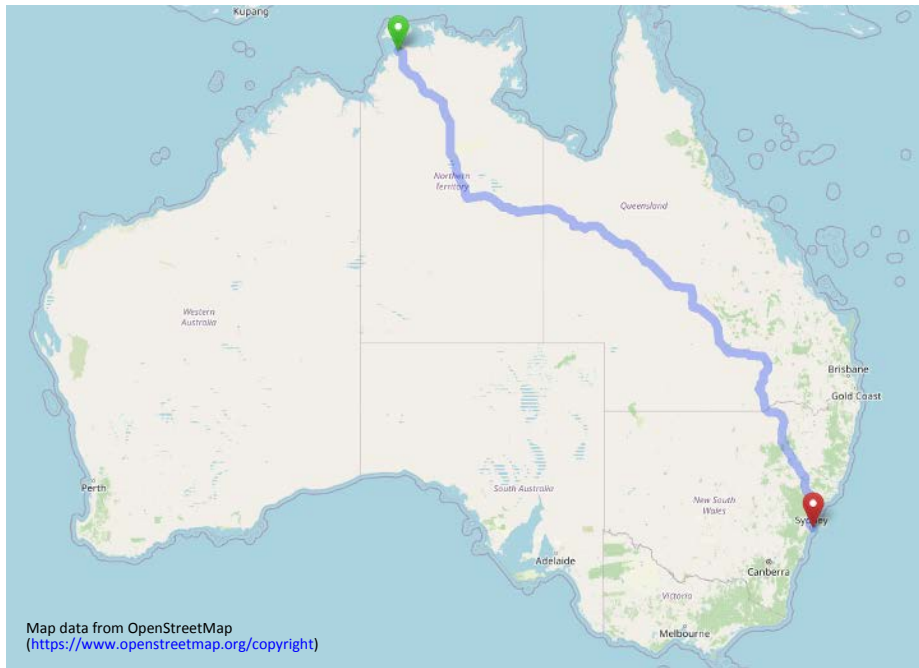 Kupang
Northern
Territory
Queensland
Western
Australia
Brisbane
Gold Coast
Perth
South Australia
New South
Wales
Sydney
Adelaide
Canberra
Victoria
Melbourne
Map data from OpenStreetMap
(https://www.openstreetmap.org/copyright)